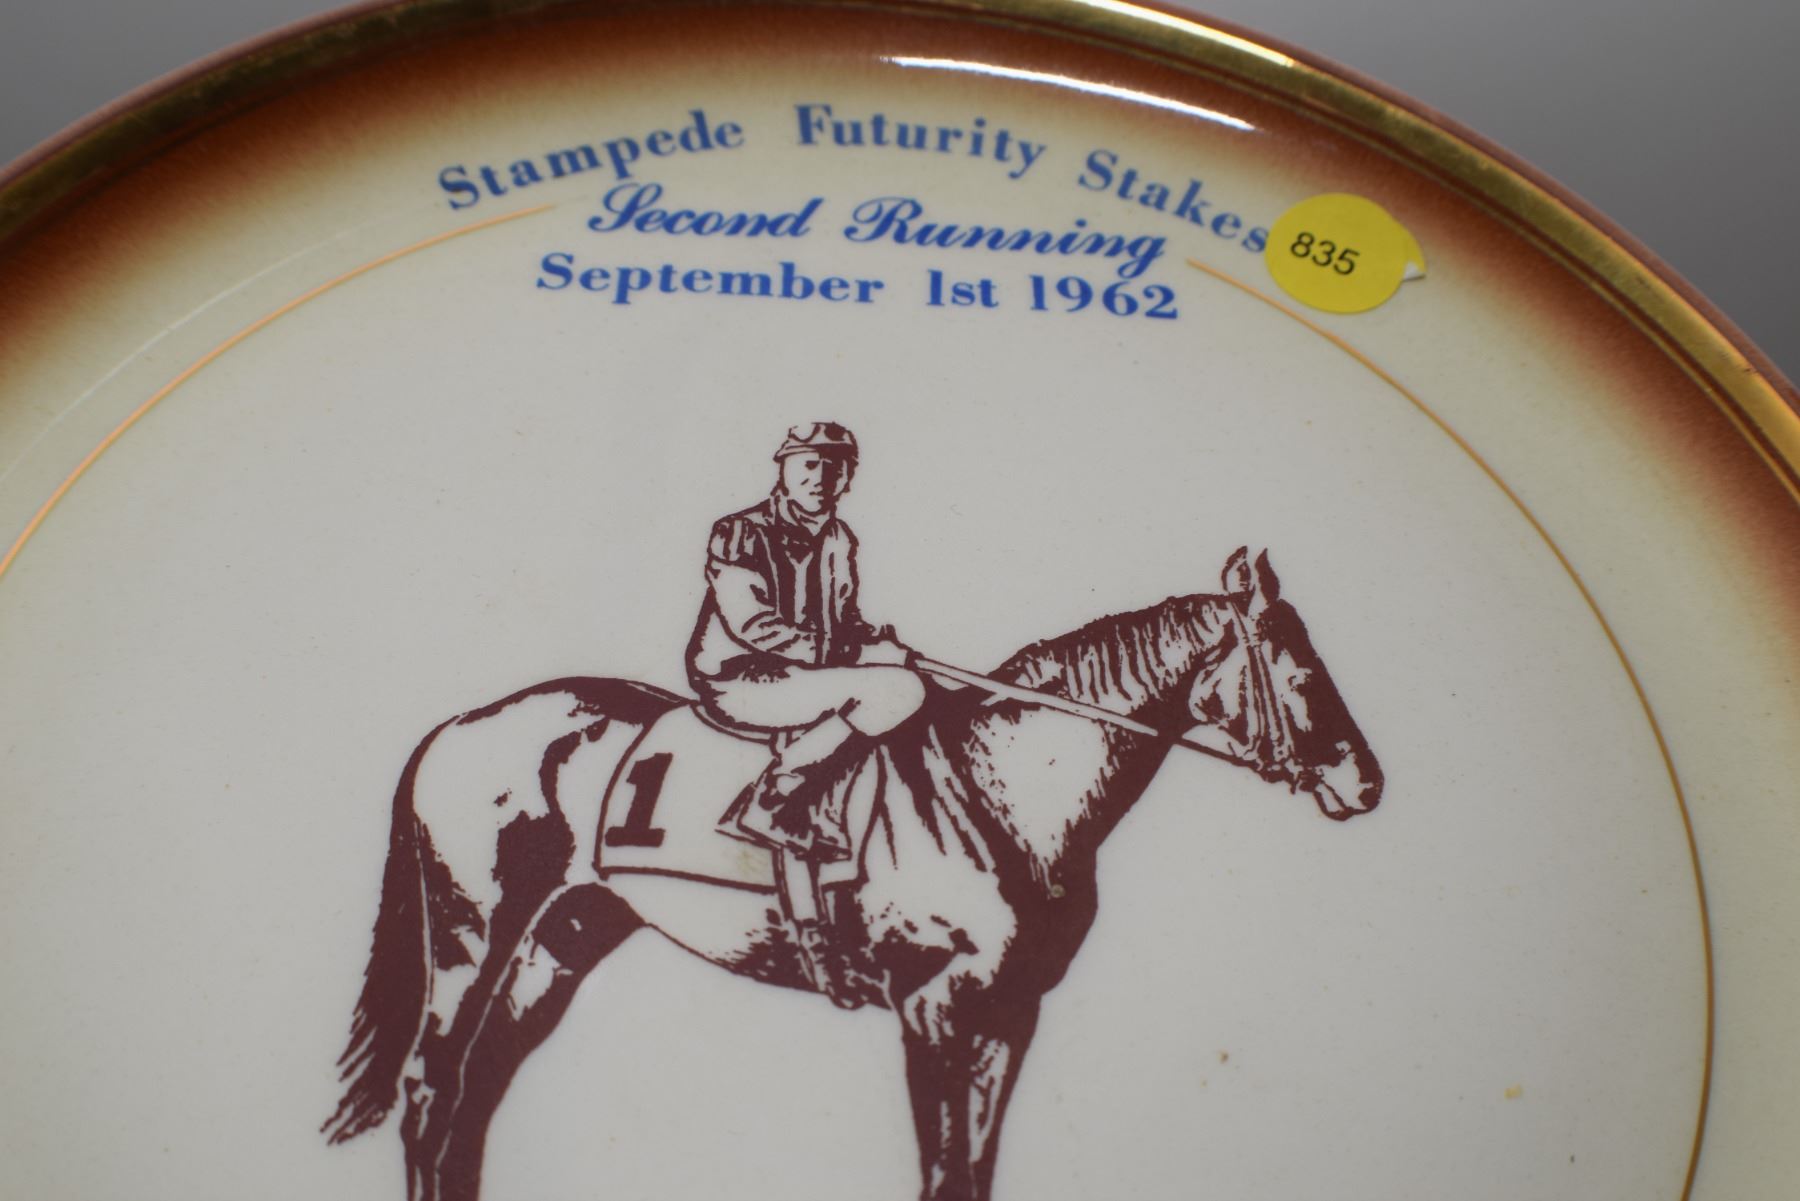 Stampede Futurity Stakes
Second Running
September 1st 1962
835
1